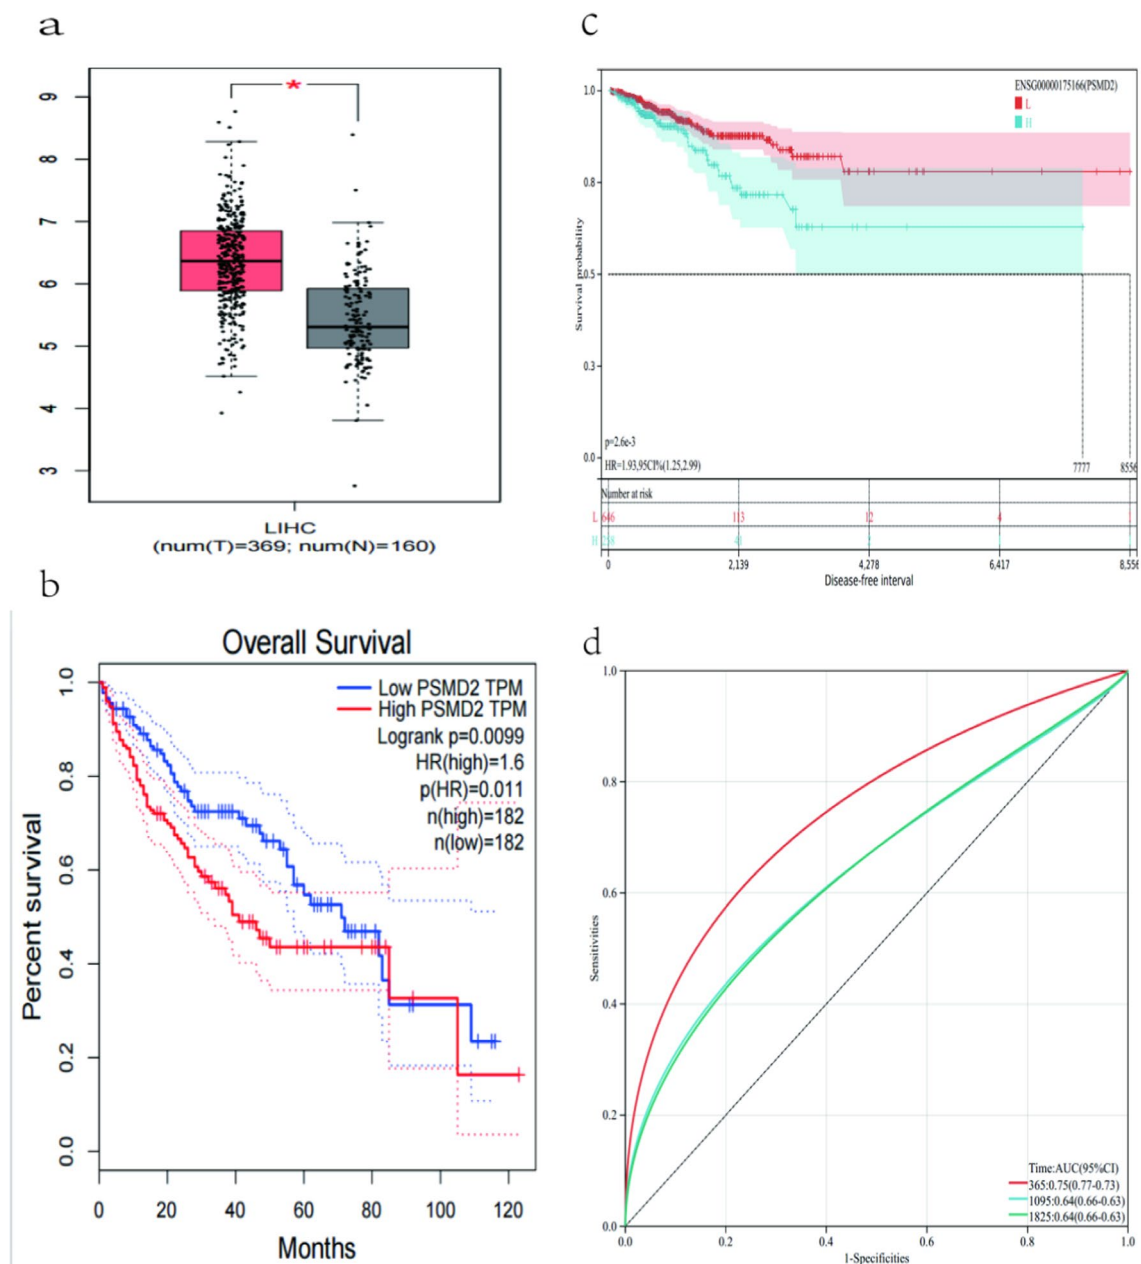 a
9
8
7
6
5
4
3
*
LIHC
(num(T)=369; num(N)=160)
b
Overall Survival
Low PSMD2 TPM
High PSMD2 TPM
Logrank p=0.0099
HR(high)=1.6
p(HR)=0.011
n(high)=182
n(low)=182
Percent survival
1.0
0.8
0.6
0.4
0.2
0.0
0 20 40 60 80 100 120
Months
c
ENSG00000175166(PSMD2)
L
H
Survival probability
1.0
0.8
0.5
0.3
0.0
p=2.6e-3
HR=1.93,95CI%(1.25,2.99)
7777 8556
Number at risk
L 646 113 12 4 1
H
0 2,139 4,278 6,417 8,556
Disease-free interval
d
Sensitivities
1.0
0.8
0.6
0.4
0.2
0.0
0.0 0.2 0.4 0.6 0.8 1.0
1-Specificities
Time:AUC(95%CI)
365:0.75(0.77-0.73)
1095:0.64(0.66-0.63)
1825:0.64(0.66-0.63)